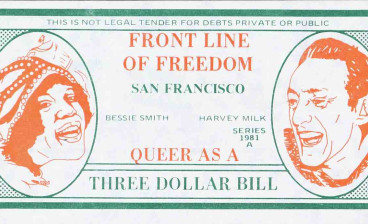 THIS IS NOT LEGAL TENDER FOR DEBTS PRIVATE OR PUBLIC
FRONT LINE
OF FREEDOM
SAN FRANCISCO
BESSIE SMITH HARVEY MILK
SERIES
1981
A
QUEER AS A
THREE DOLLAR BILL